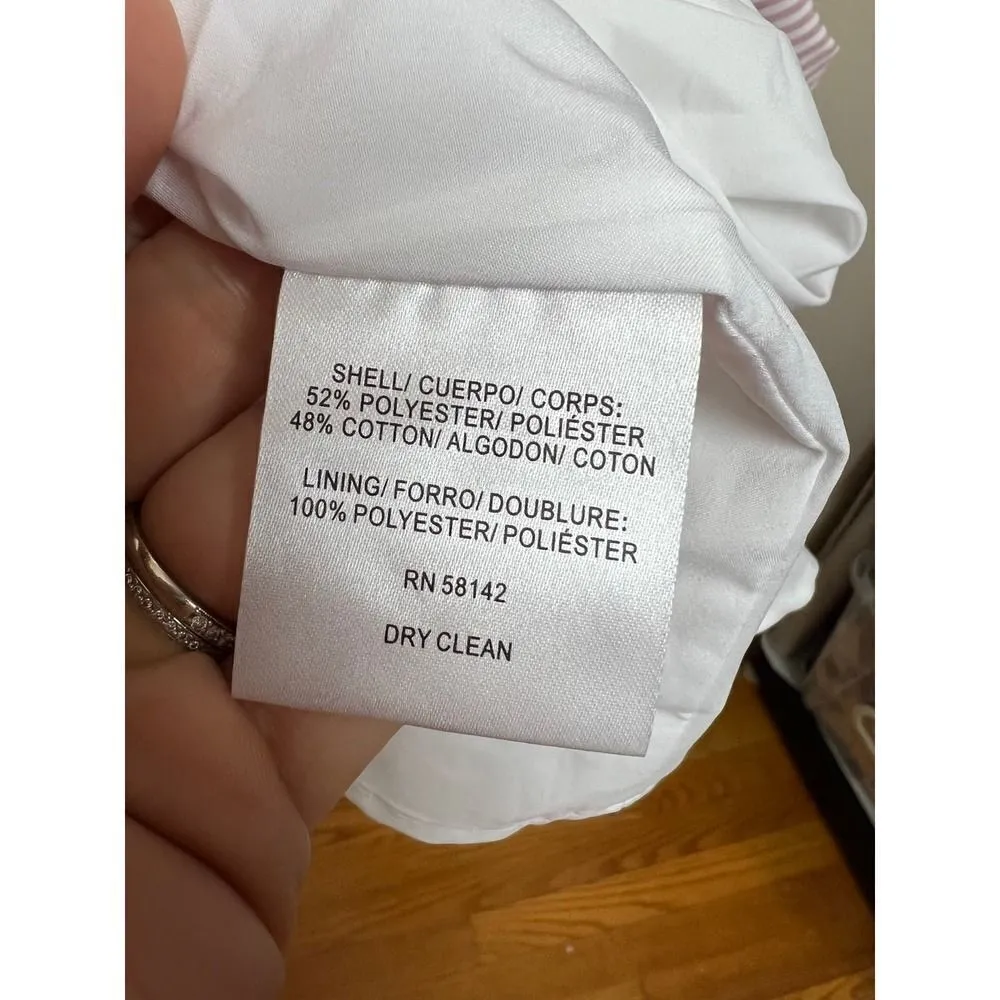 SHELL/ CUERPO/ CORPS:
52% POLYESTER/ POLIÉSTER
48% COTTON/ ALGODON/ COTON
LINING/ FORRO/ DOUBLURE:
100% POLYESTER/ POLIÉSTER
RN 58142
DRY CLEAN